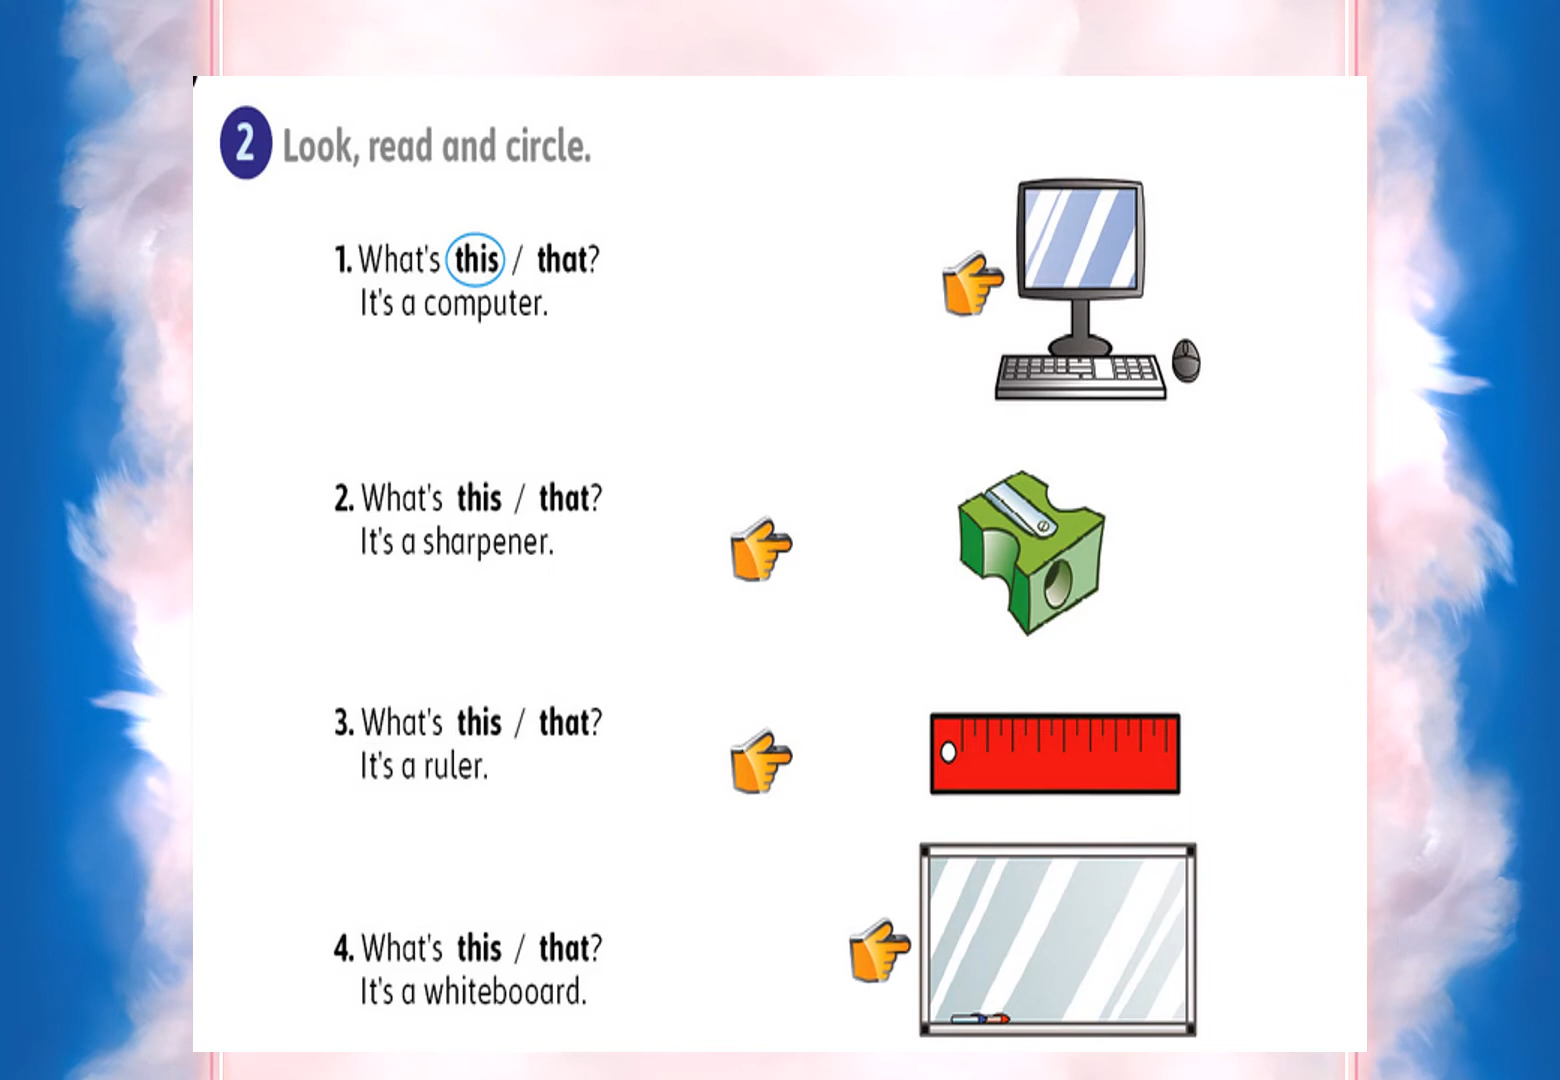 2 Look, read and circle.
1. What's this / that?
It's a computer.
2. What's this / that?
It's a sharpener.
3. What's this / that?
It's a ruler.
4. What's this / that?
It's a whitebooard.